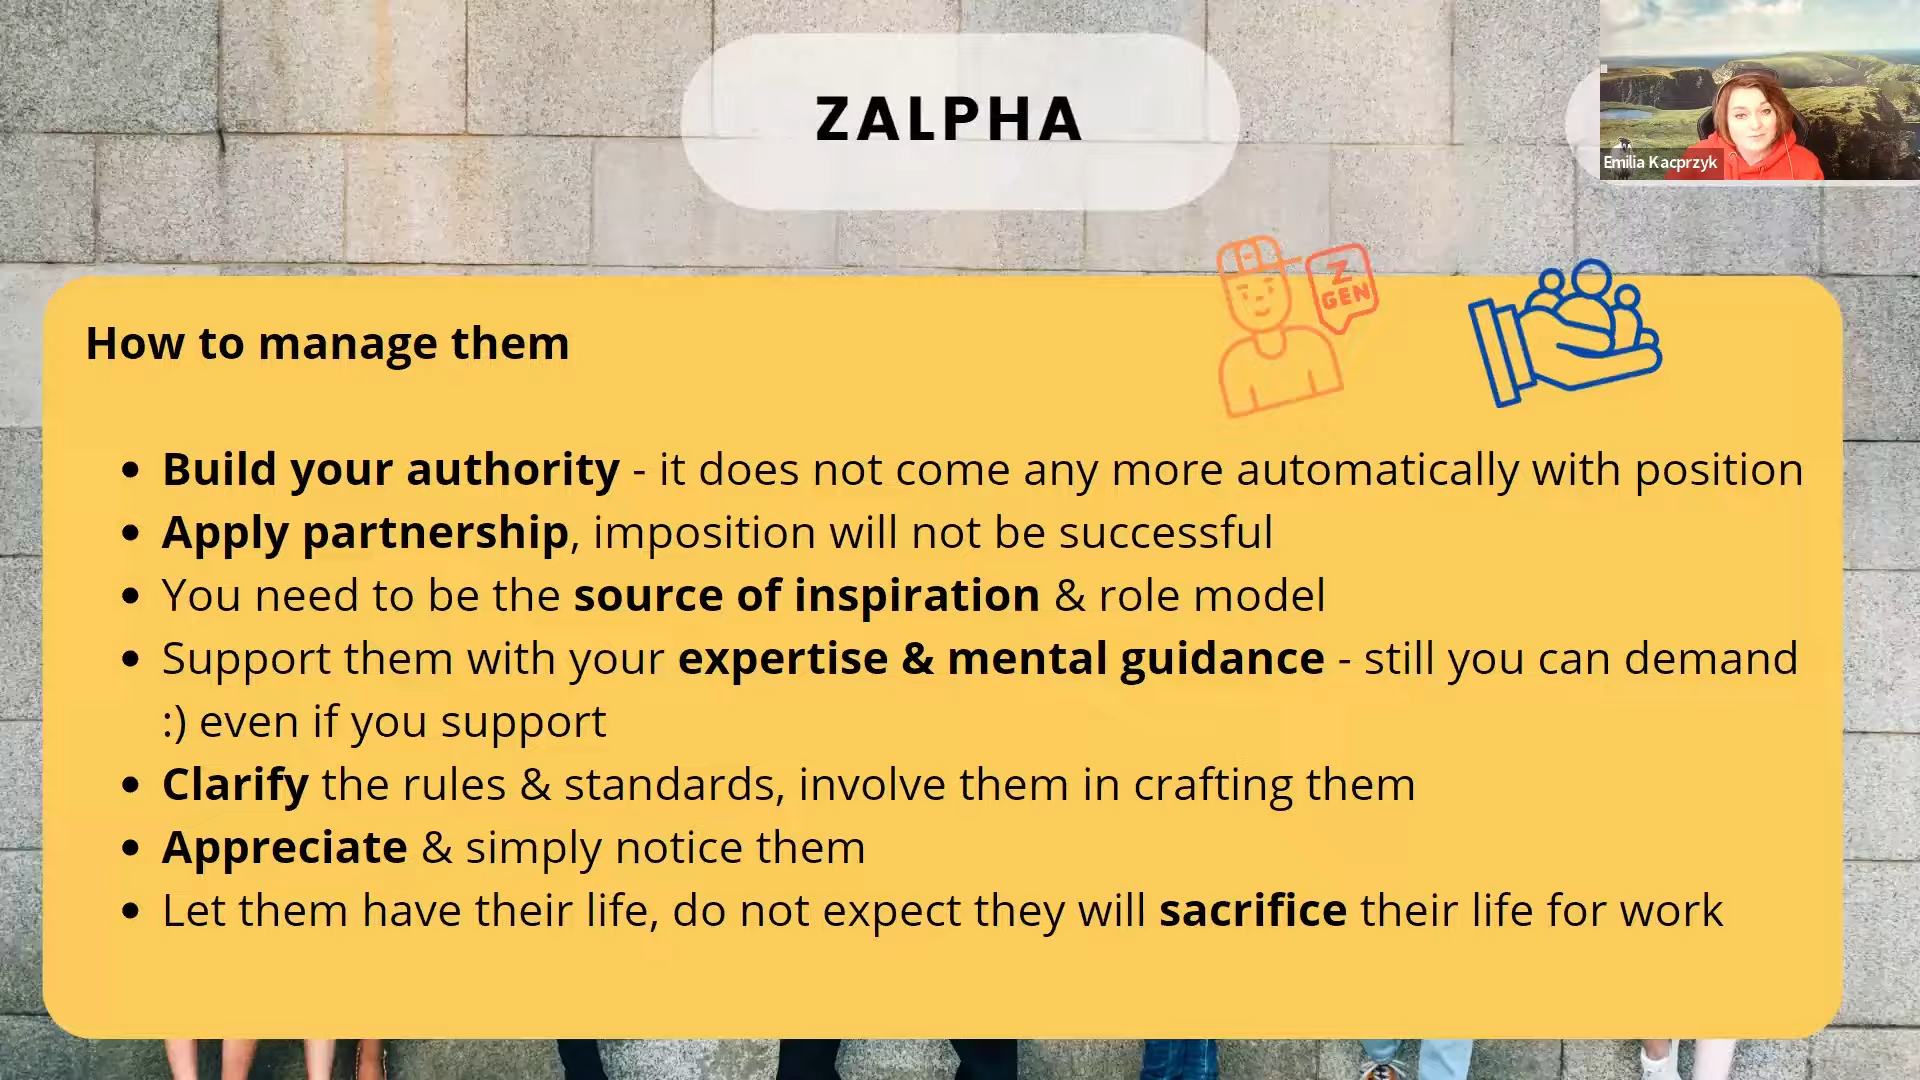 ZALPHA
Emilia Kacprzyk
Z
GEN
How to manage them
• Build your authority - it does not come any more automatically with position
• Apply partnership, imposition will not be successful
• You need to be the source of inspiration & role model
• Support them with your expertise & mental guidance - still you can demand
:) even if you support
• Clarify the rules & standards, involve them in crafting them
• Appreciate & simply notice them
• Let them have their life, do not expect they will sacrifice their life for work